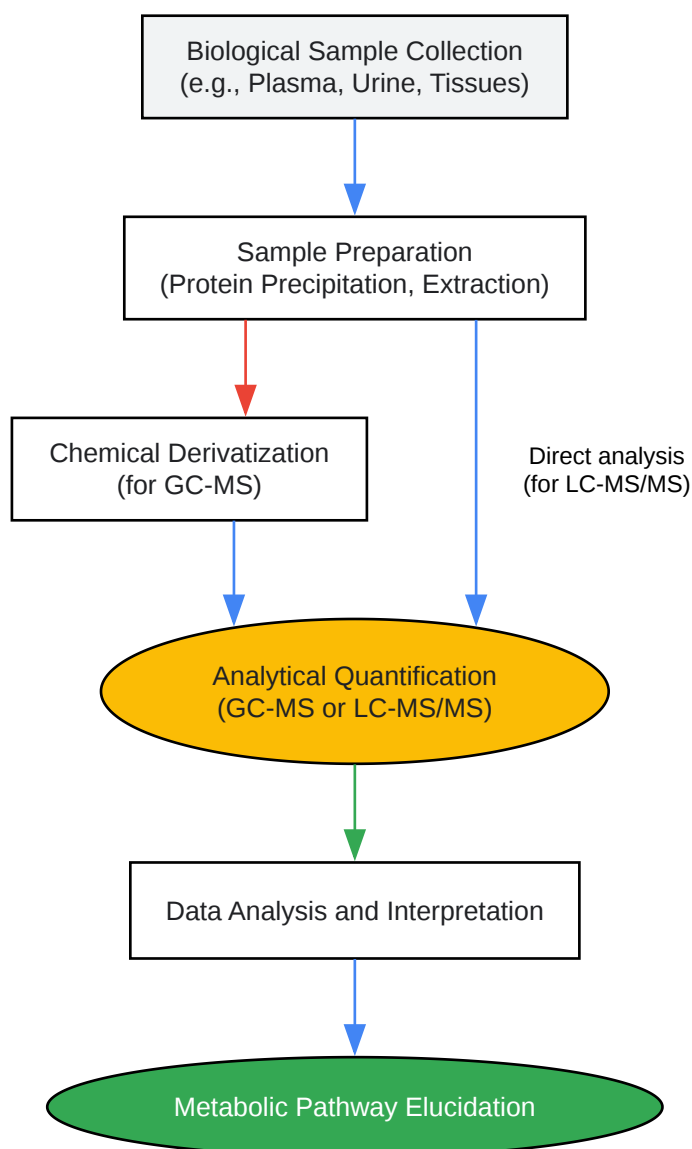 Biological Sample Collection
(e.g., Plasma, Urine, Tissues)
Sample Preparation
(Protein Precipitation, Extraction)
Chemical Derivatization
(for GC-MS)
Direct analysis
(for LC-MS/MS)
Analytical Quantification
(GC-MS or LC-MS/MS)
Data Analysis and Interpretation
Metabolic Pathway Elucidation